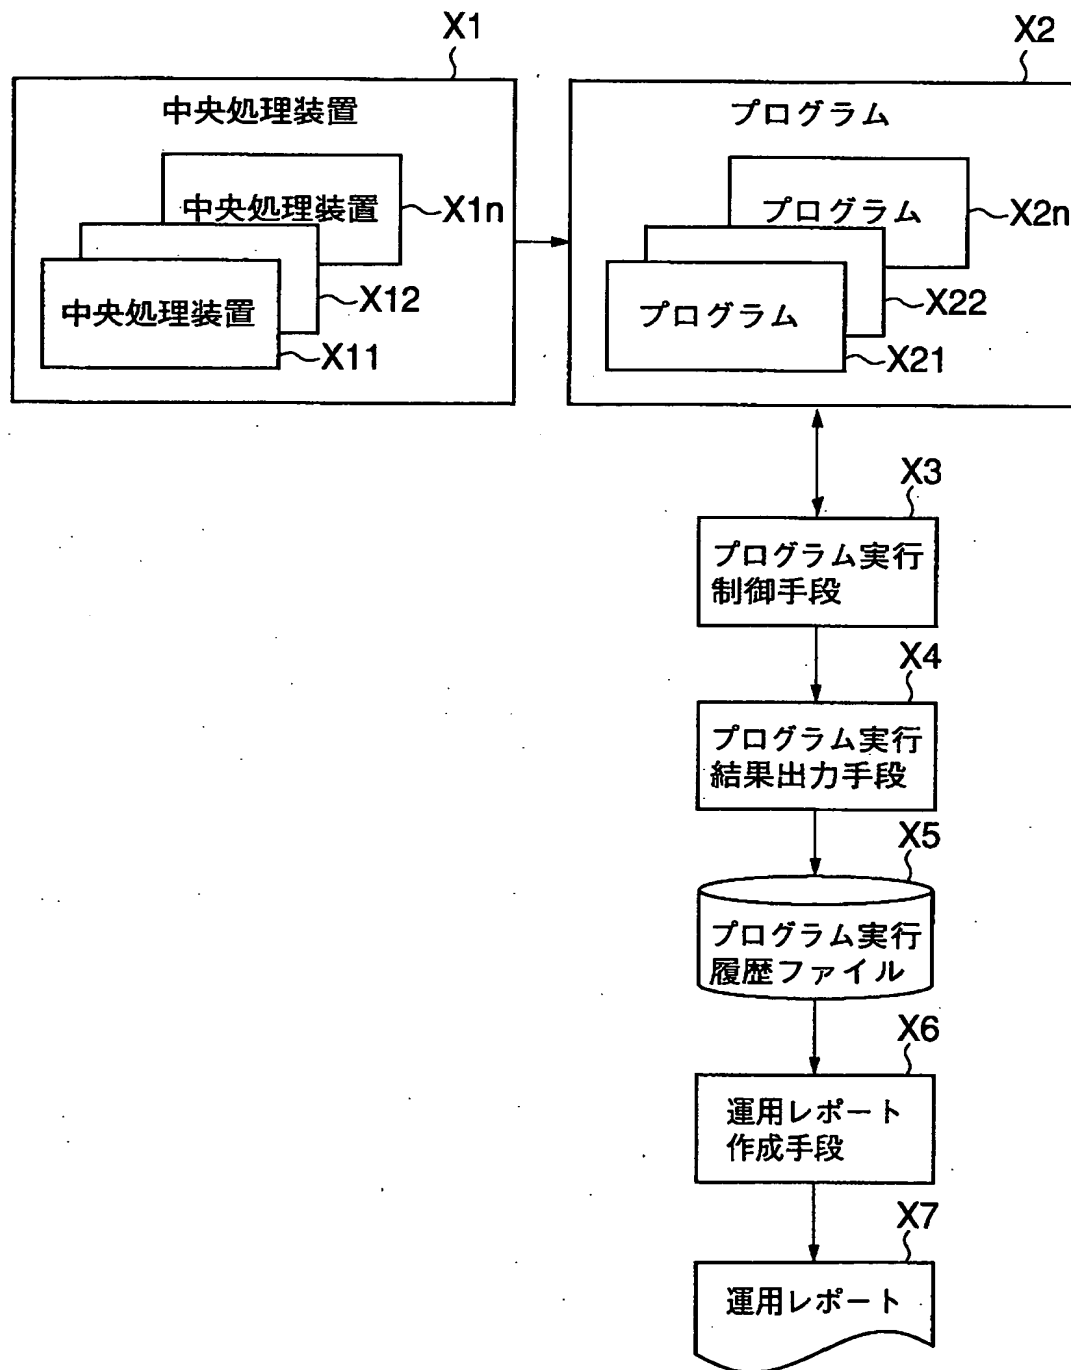 X1
中央処理装置
中央処理装置
X1n
X12
中央処理装置
X11
X2
プログラム
プログラム
X2n
X22
プログラム
X21
X3
プログラム実行
制御手段
X4
プログラム実行
結果出力手段
X5
プログラム実行
履歴ファイル
X6
運用レポート
作成手段
X7
運用レポート